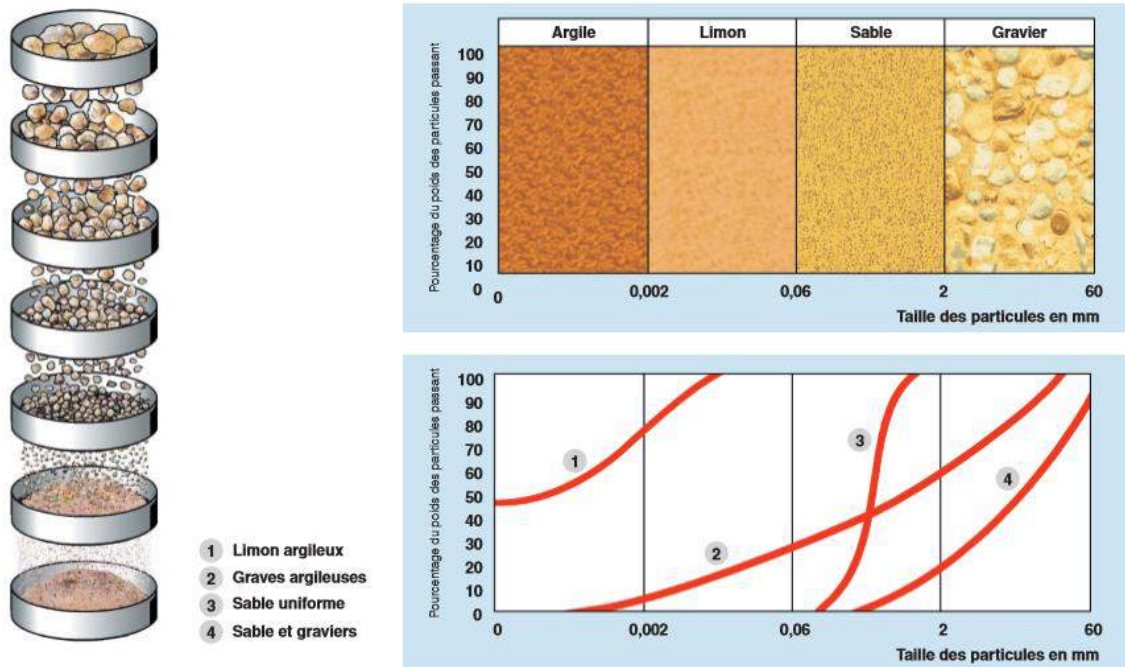 Argile Limon Sable Gravier
Pourcentage du poids des particules passant
100
90
80
70
60
50
40
30
20
10
0
0 0,002 0,06 2 60
Taille des particules en mm
1 Limon argileux
2 Graves argileuses
3 Sable uniforme
4 Sable et graviers
Pourcentage du poids des particules passant
100
90
80
70
60
50
40
30
20
10
0
1
3
4
2
0 0,002 0,06 2 60
Taille des particules en mm